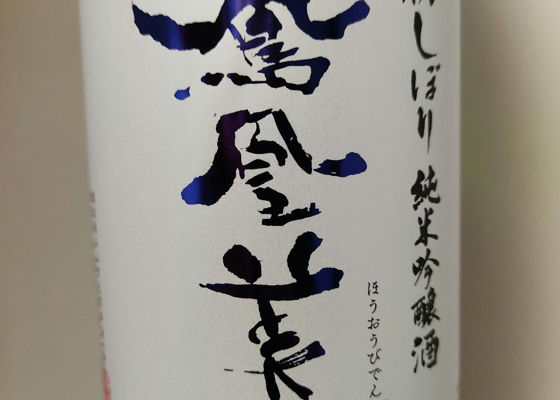 しぼり 純米吟醸酒
鳳凰美
ほうおうびでん